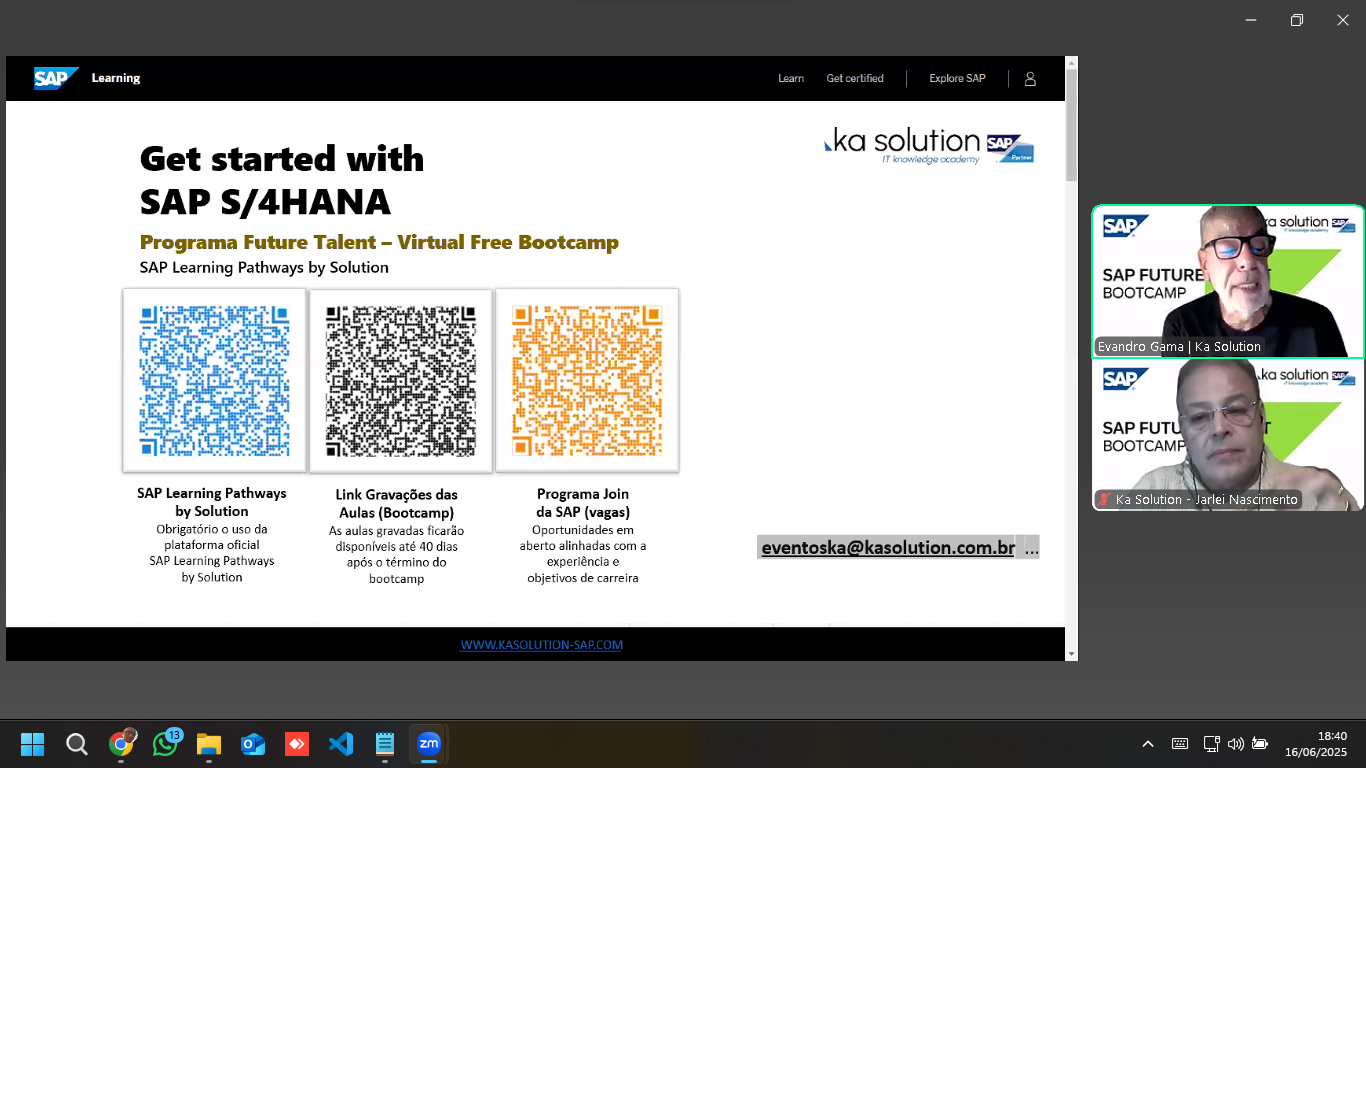 SAP Learning
Learn Get certified Explore SAP
ka solution SAP
IT knowledge academy Partner
Get started with
SAP S/4HANA
Programa Future Talent – Virtual Free Bootcamp
SAP Learning Pathways by Solution
SAP Learning Pathways
by Solution
Obrigatório o uso da
plataforma oficial
SAP Learning Pathways
by Solution
Link Gravações das
Aulas (Bootcamp)
As aulas gravadas ficarão
disponíveis até 40 dias
após o término do
bootcamp
Programa Join
da SAP (vagas)
Oportunidades em
aberto alinhadas com a
experiência e
objetivos de carreira
eventoska@kasolution.com.br ...
WWW.KASOLUTION-SAP.COM
SAP ka solution SAP
SAP FUTURE
BOOTCAMP
Evandro Gama | Ka Solution
SAP ka solution SAP
SAP FUTU T
BOOTCAMP
Ka Solution - Jarlei Nascimento
13
zm
18:40
16/06/2025